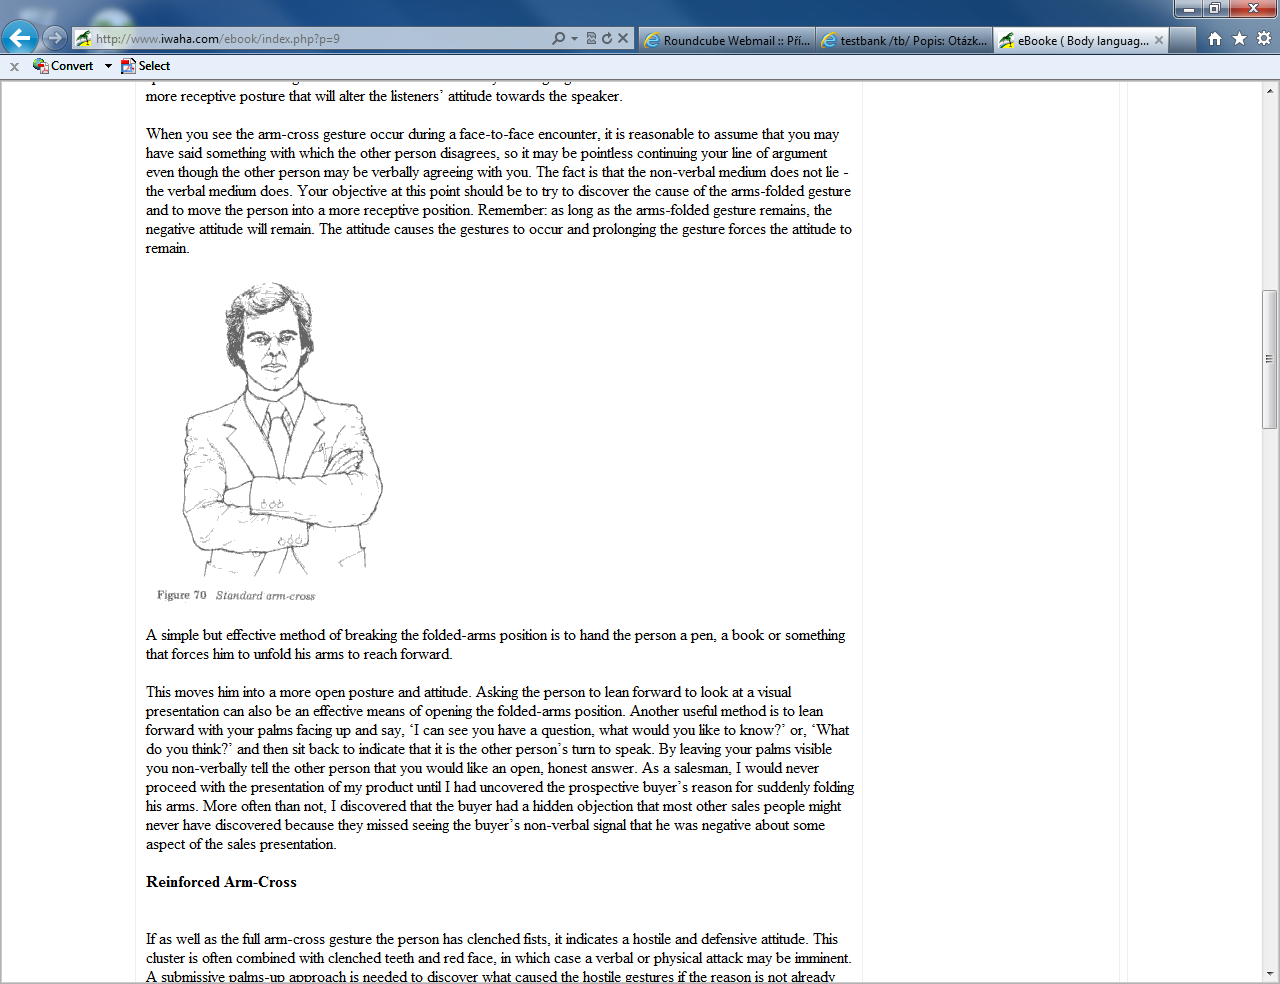 http://www.iwaha.com/ebook/index.php?p=9
Roundcube Webmail :: Pří...
testbank /tb/ Popis: Otázk...
eBooke ( Body languag...
x Convert Select
more receptive posture that will alter the listeners’ attitude towards the speaker.
When you see the arm-cross gesture occur during a face-to-face encounter, it is reasonable to assume that you may
have said something with which the other person disagrees, so it may be pointless continuing your line of argument
even though the other person may be verbally agreeing with you. The fact is that the non-verbal medium does not lie -
the verbal medium does. Your objective at this point should be to try to discover the cause of the arms-folded gesture
and to move the person into a more receptive position. Remember: as long as the arms-folded gesture remains, the
negative attitude will remain. The attitude causes the gestures to occur and prolonging the gesture forces the attitude to
remain.
Figure 70 Standard arm-cross
A simple but effective method of breaking the folded-arms position is to hand the person a pen, a book or something
that forces him to unfold his arms to reach forward.
This moves him into a more open posture and attitude. Asking the person to lean forward to look at a visual
presentation can also be an effective means of opening the folded-arms position. Another useful method is to lean
forward with your palms facing up and say, ‘I can see you have a question, what would you like to know?’ or, ‘What
do you think?’ and then sit back to indicate that it is the other person’s turn to speak. By leaving your palms visible
you non-verbally tell the other person that you would like an open, honest answer. As a salesman, I would never
proceed with the presentation of my product until I had uncovered the prospective buyer’s reason for suddenly folding
his arms. More often than not, I discovered that the buyer had a hidden objection that most other sales people might
never have discovered because they missed seeing the buyer’s non-verbal signal that he was negative about some
aspect of the sales presentation.
Reinforced Arm-Cross
If as well as the full arm-cross gesture the person has clenched fists, it indicates a hostile and defensive attitude. This
cluster is often combined with clenched teeth and red face, in which case a verbal or physical attack may be imminent.
A submissive palms-up approach is needed to discover what caused the hostile gestures if the reason is not already